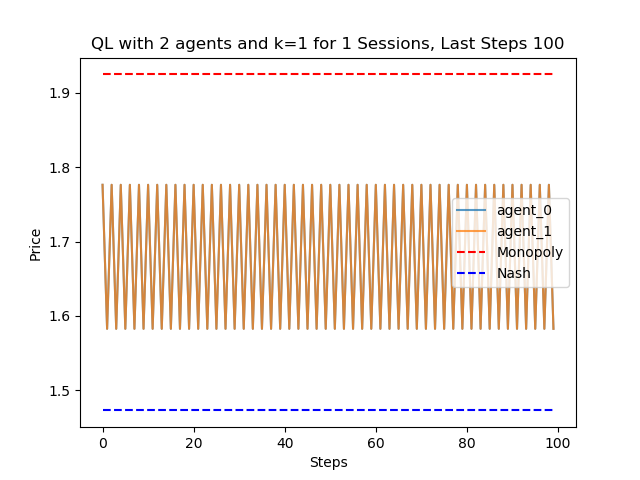 QL with 2 agents and k=1 for 1 Sessions, Last Steps 100
1.9
1.8
1.7
1.6
1.5
Price
0 20 40 60 80 100
Steps
agent_0
agent_1
Monopoly
Nash